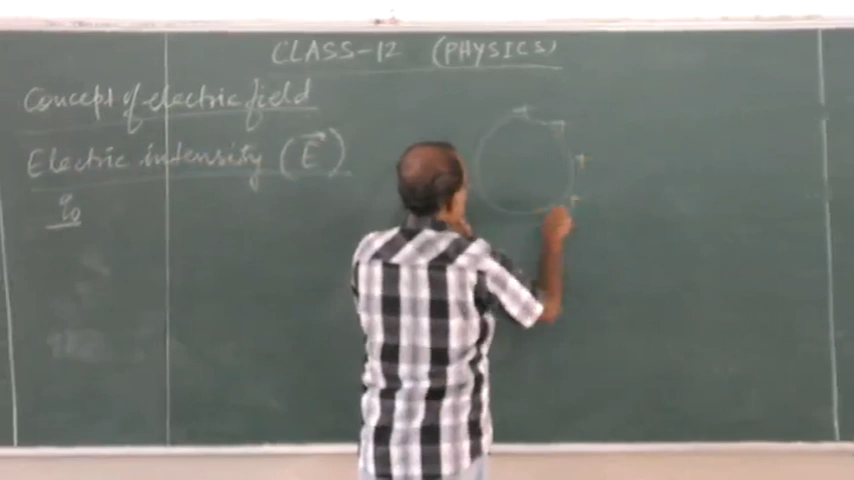 CLASS-12 (PHYSICS)
Concept of electric field
Electric intensity (E⃗)
q₀
+ + + +